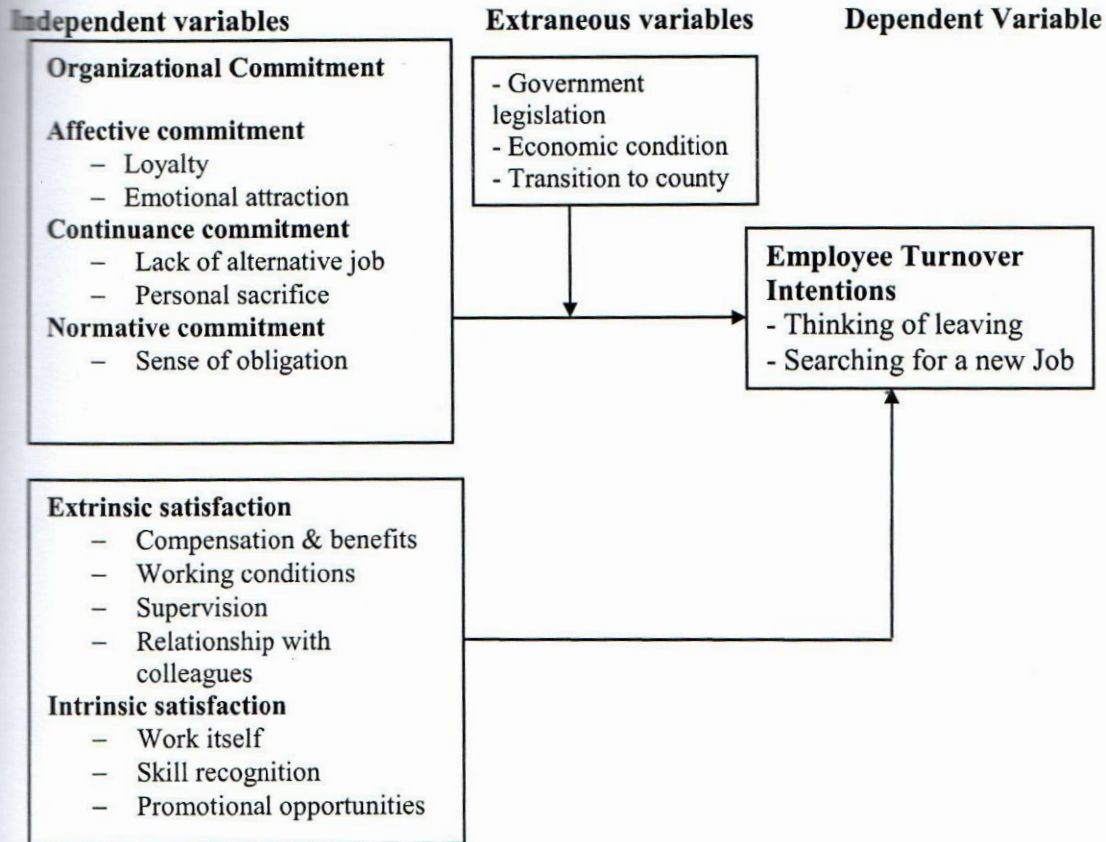 Independent variables
Extraneous variables
Dependent Variable
Organizational Commitment
Affective commitment
– Loyalty
– Emotional attraction
Continuance commitment
– Lack of alternative job
– Personal sacrifice
Normative commitment
– Sense of obligation
- Government
legislation
- Economic condition
- Transition to county
Employee Turnover
Intentions
- Thinking of leaving
- Searching for a new Job
Extrinsic satisfaction
– Compensation & benefits
– Working conditions
– Supervision
– Relationship with
colleagues
Intrinsic satisfaction
– Work itself
– Skill recognition
– Promotional opportunities